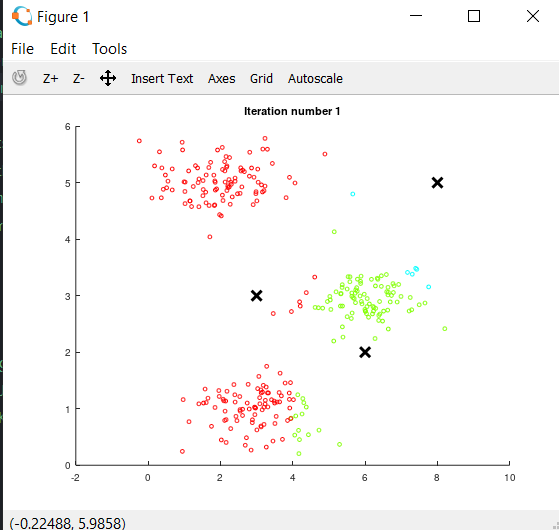 Figure 1
File Edit Tools
Z+ Z- Insert Text Axes Grid Autoscale
Iteration number 1
6
5
4
3
2
1
0
-2 0 2 4 6 8 10
(-0.22488, 5.9858)